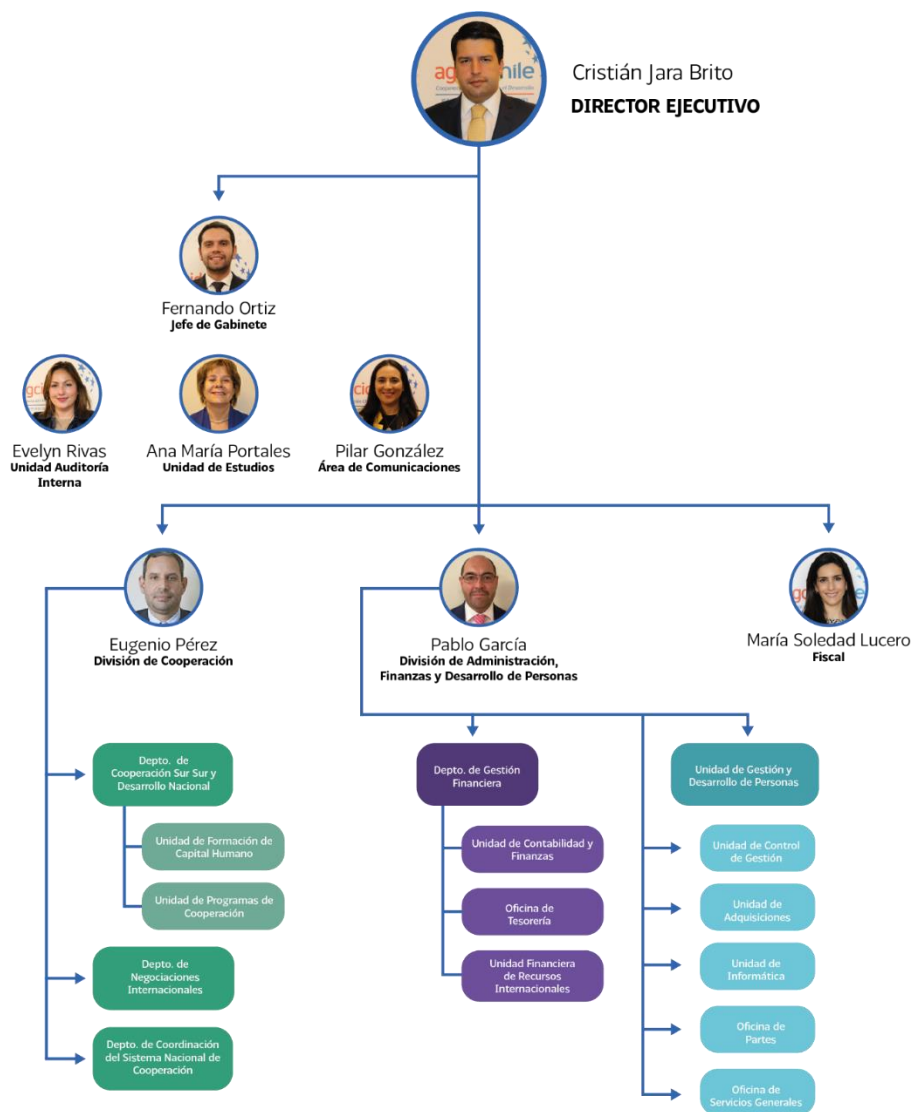 Cristián Jara Brito
DIRECTOR EJECUTIVO
Fernando Ortiz
Jefe de Gabinete
Evelyn Rivas
Unidad Auditoría
Interna
Ana María Portales
Unidad de Estudios
Pilar González
Área de Comunicaciones
Eugenio Pérez
División de Cooperación
Pablo García
División de Administración,
Finanzas y Desarrollo de Personas
María Soledad Lucero
Fiscal
Depto. de
Cooperación Sur Sur y
Desarrollo Nacional
Unidad de Formación de
Capital Humano
Unidad de Programas de
Cooperación
Depto. de
Negociaciones
Internacionales
Depto. de Coordinación
del Sistema Nacional de
Cooperación
Depto. de Gestión
Financiera
Unidad de Contabilidad y
Finanzas
Oficina de
Tesorería
Unidad Financiera
de Recursos
Internacionales
Unidad de Gestión y
Desarrollo de Personas
Unidad de Control
de Gestión
Unidad de
Adquisiciones
Unidad de
Informática
Oficina de
Partes
Oficina de
Servicios Generales